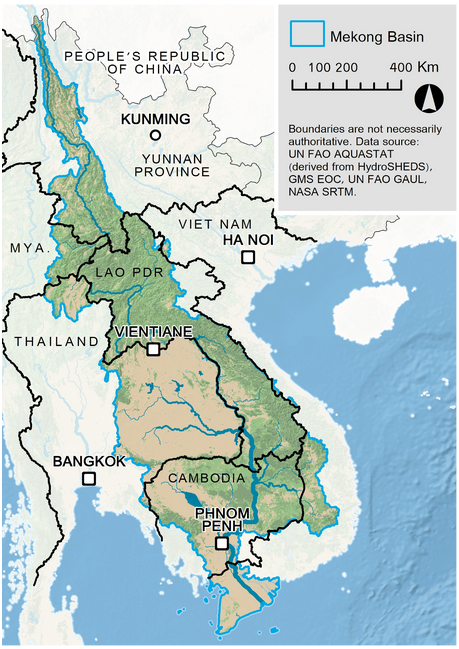 PEOPLE'S REPUBLIC
OF CHINA
KUNMING
YUNNAN
PROVINCE
Mekong Basin
0 100 200 400 Km
Boundaries are not necessarily
authoritative. Data source:
UN FAO AQUASTAT
(derived from HydroSHEDS),
GMS EOC, UN FAO GAUL,
NASA SRTM.
VIET NAM
HA NOI
MYA.
LAO PDR
VIENTIANE
THAILAND
BANGKOK
CAMBODIA
PHNOM
PENH